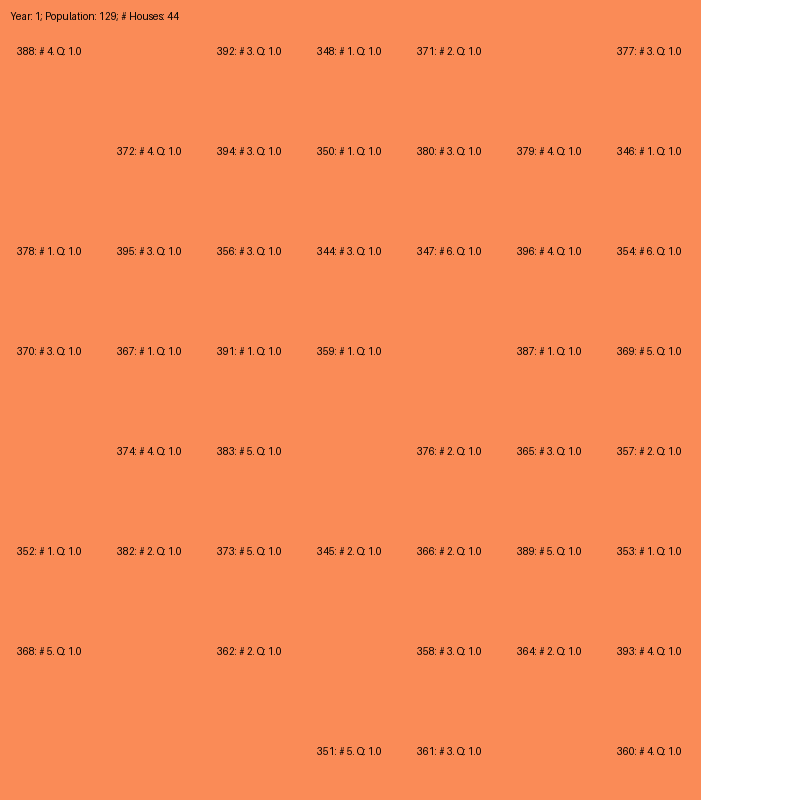 Year: 1; Population: 129; # Houses: 44
388: # 4. Q: 1.0 392: # 3. Q: 1.0 348: # 1. Q: 1.0 371: # 2. Q: 1.0 377: # 3. Q: 1.0
372: # 4. Q: 1.0 394: # 3. Q: 1.0 350: # 1. Q: 1.0 380: # 3. Q: 1.0 379: # 4. Q: 1.0 346: # 1. Q: 1.0
378: # 1. Q: 1.0 395: # 3. Q: 1.0 356: # 3. Q: 1.0 344: # 3. Q: 1.0 347: # 6. Q: 1.0 396: # 4. Q: 1.0 354: # 6. Q: 1.0
370: # 3. Q: 1.0 367: # 1. Q: 1.0 391: # 1. Q: 1.0 359: # 1. Q: 1.0 387: # 1. Q: 1.0 369: # 5. Q: 1.0
374: # 4. Q: 1.0 383: # 5. Q: 1.0 376: # 2. Q: 1.0 365: # 3. Q: 1.0 357: # 2. Q: 1.0
352: # 1. Q: 1.0 382: # 2. Q: 1.0 373: # 5. Q: 1.0 345: # 2. Q: 1.0 366: # 2. Q: 1.0 389: # 5. Q: 1.0 353: # 1. Q: 1.0
368: # 5. Q: 1.0 362: # 2. Q: 1.0 358: # 3. Q: 1.0 364: # 2. Q: 1.0 393: # 4. Q: 1.0
351: # 5. Q: 1.0 361: # 3. Q: 1.0 360: # 4. Q: 1.0